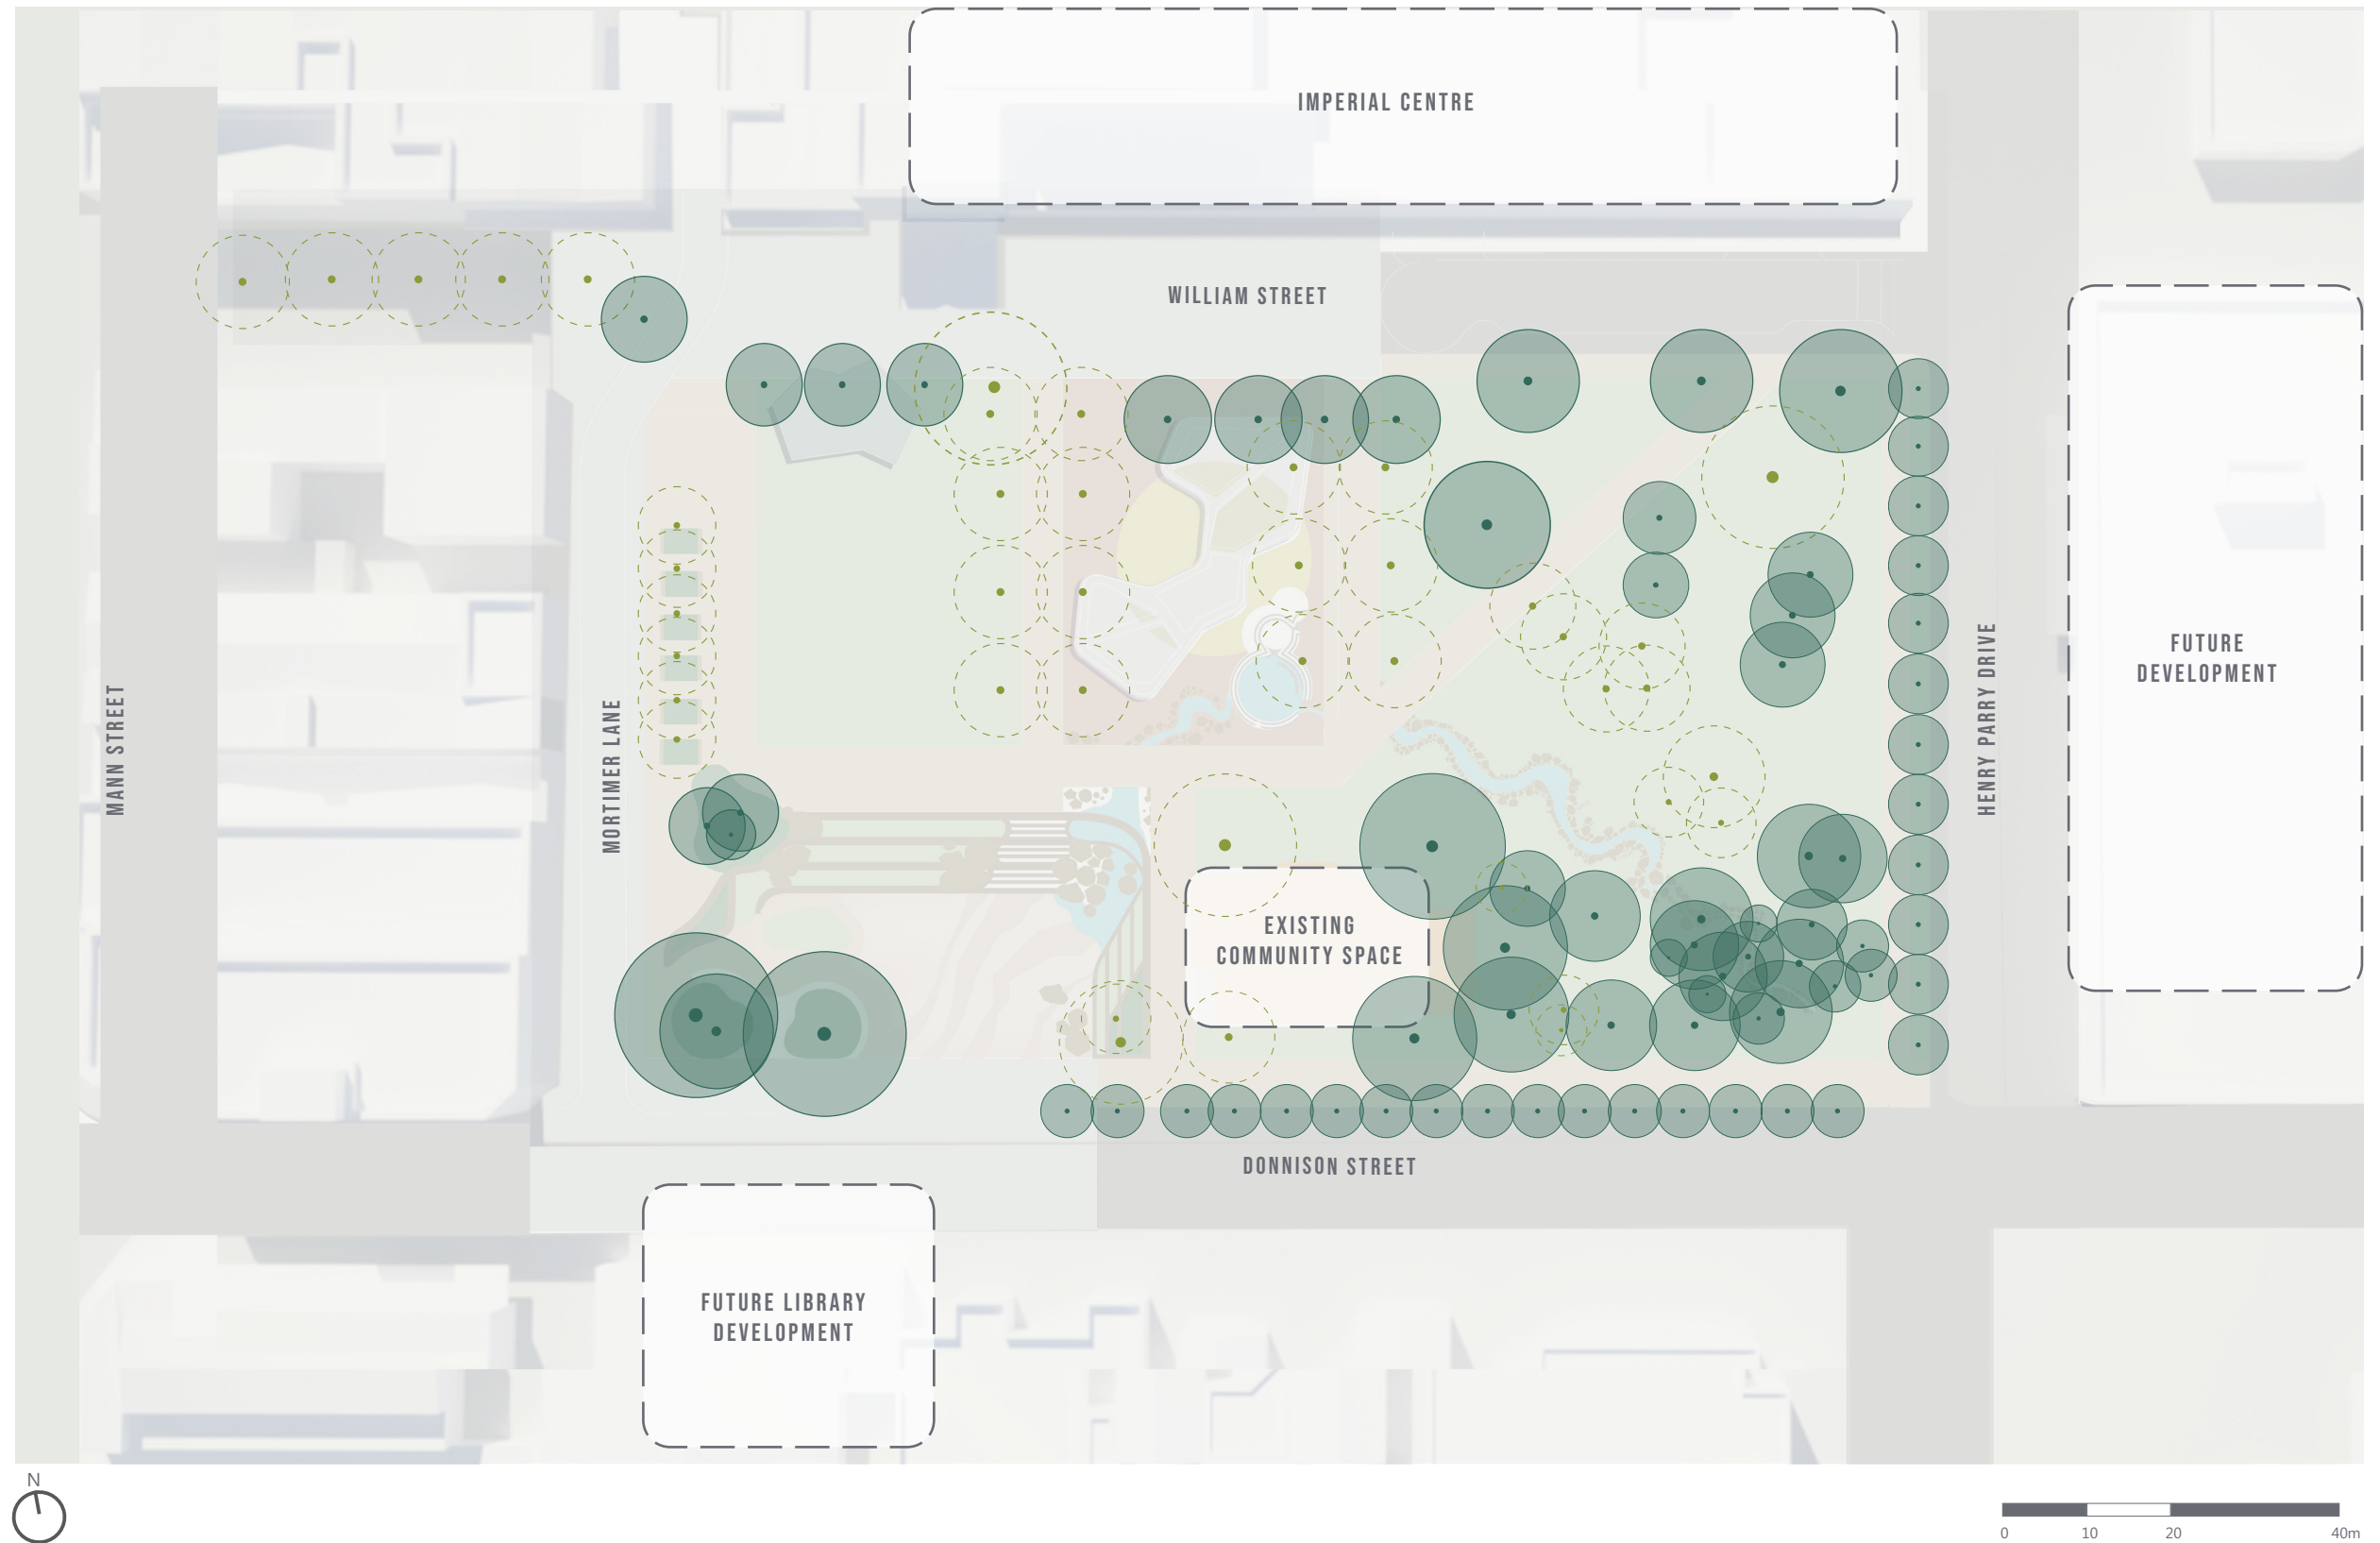 IMPERIAL CENTRE
WILLIAM STREET
FUTURE
DEVELOPMENT
MANN STREET
MORTIMER LANE
HENRY PARRY DRIVE
EXISTING
COMMUNITY SPACE
DONNISON STREET
FUTURE LIBRARY
DEVELOPMENT
N
0 10 20 40m